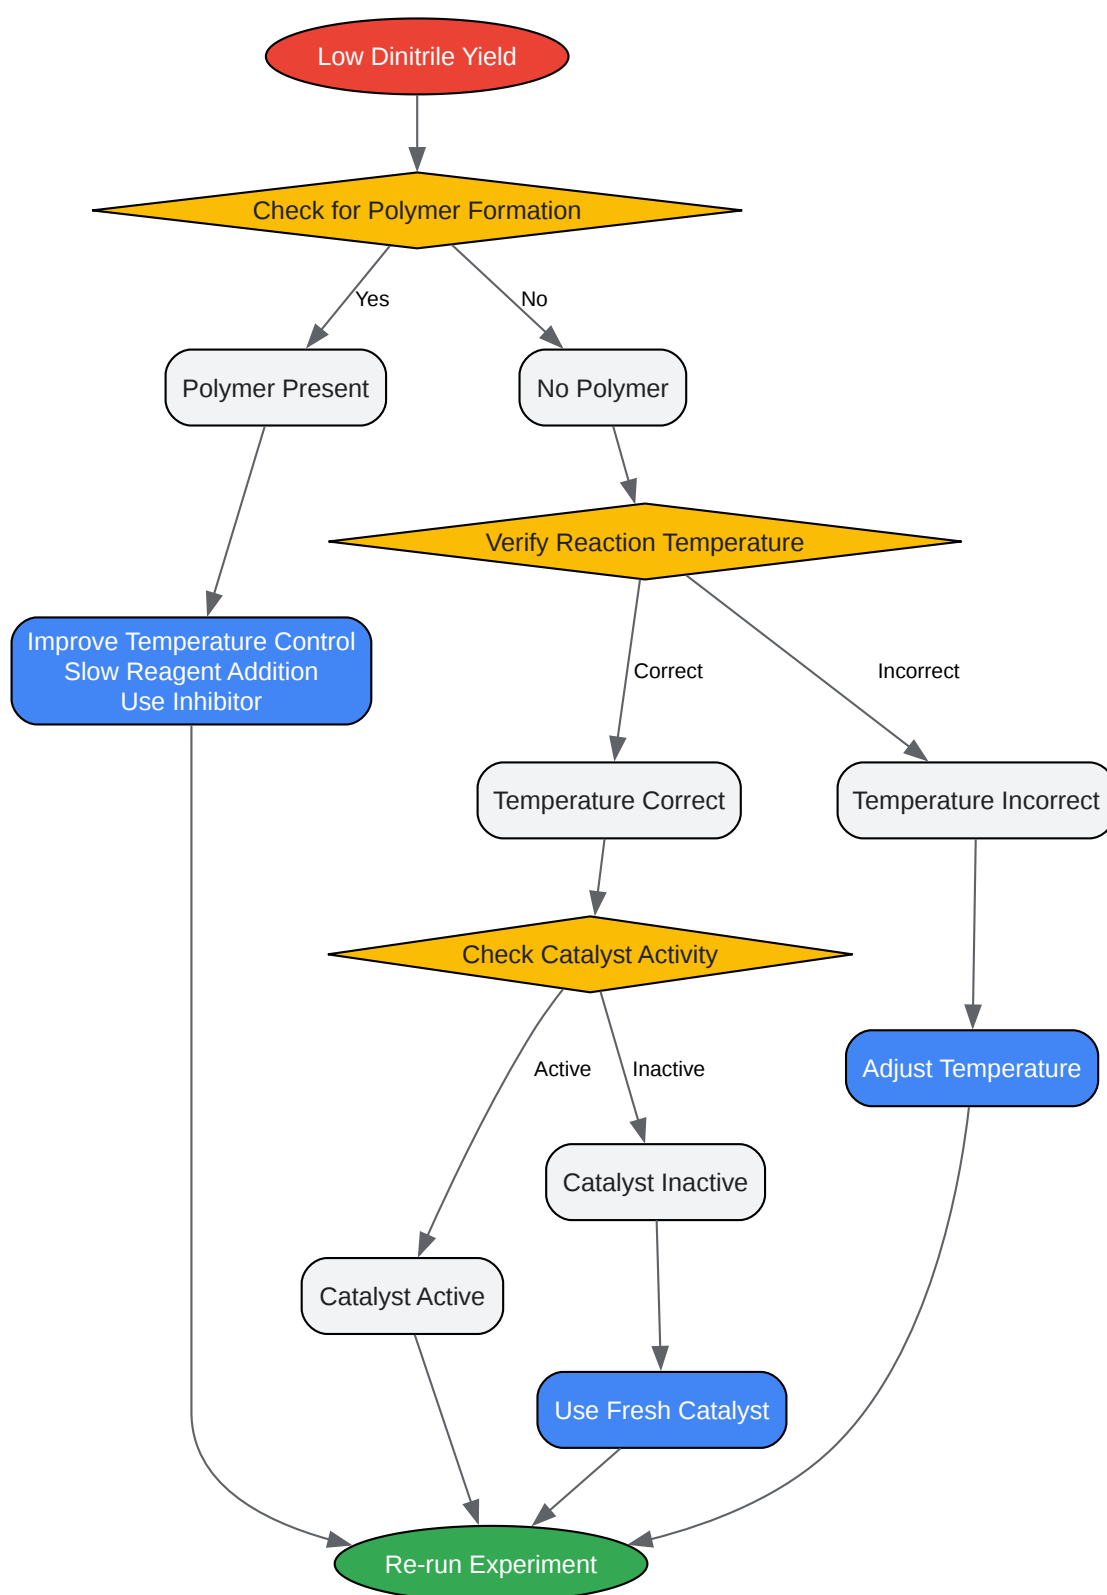 Low Dinitrile Yield
Check for Polymer Formation
Yes
No
Polymer Present
No Polymer
Verify Reaction Temperature
Improve Temperature Control
Slow Reagent Addition
Use Inhibitor
Correct
Incorrect
Temperature Correct
Temperature Incorrect
Check Catalyst Activity
Active
Inactive
Adjust Temperature
Catalyst Inactive
Catalyst Active
Use Fresh Catalyst
Re-run Experiment